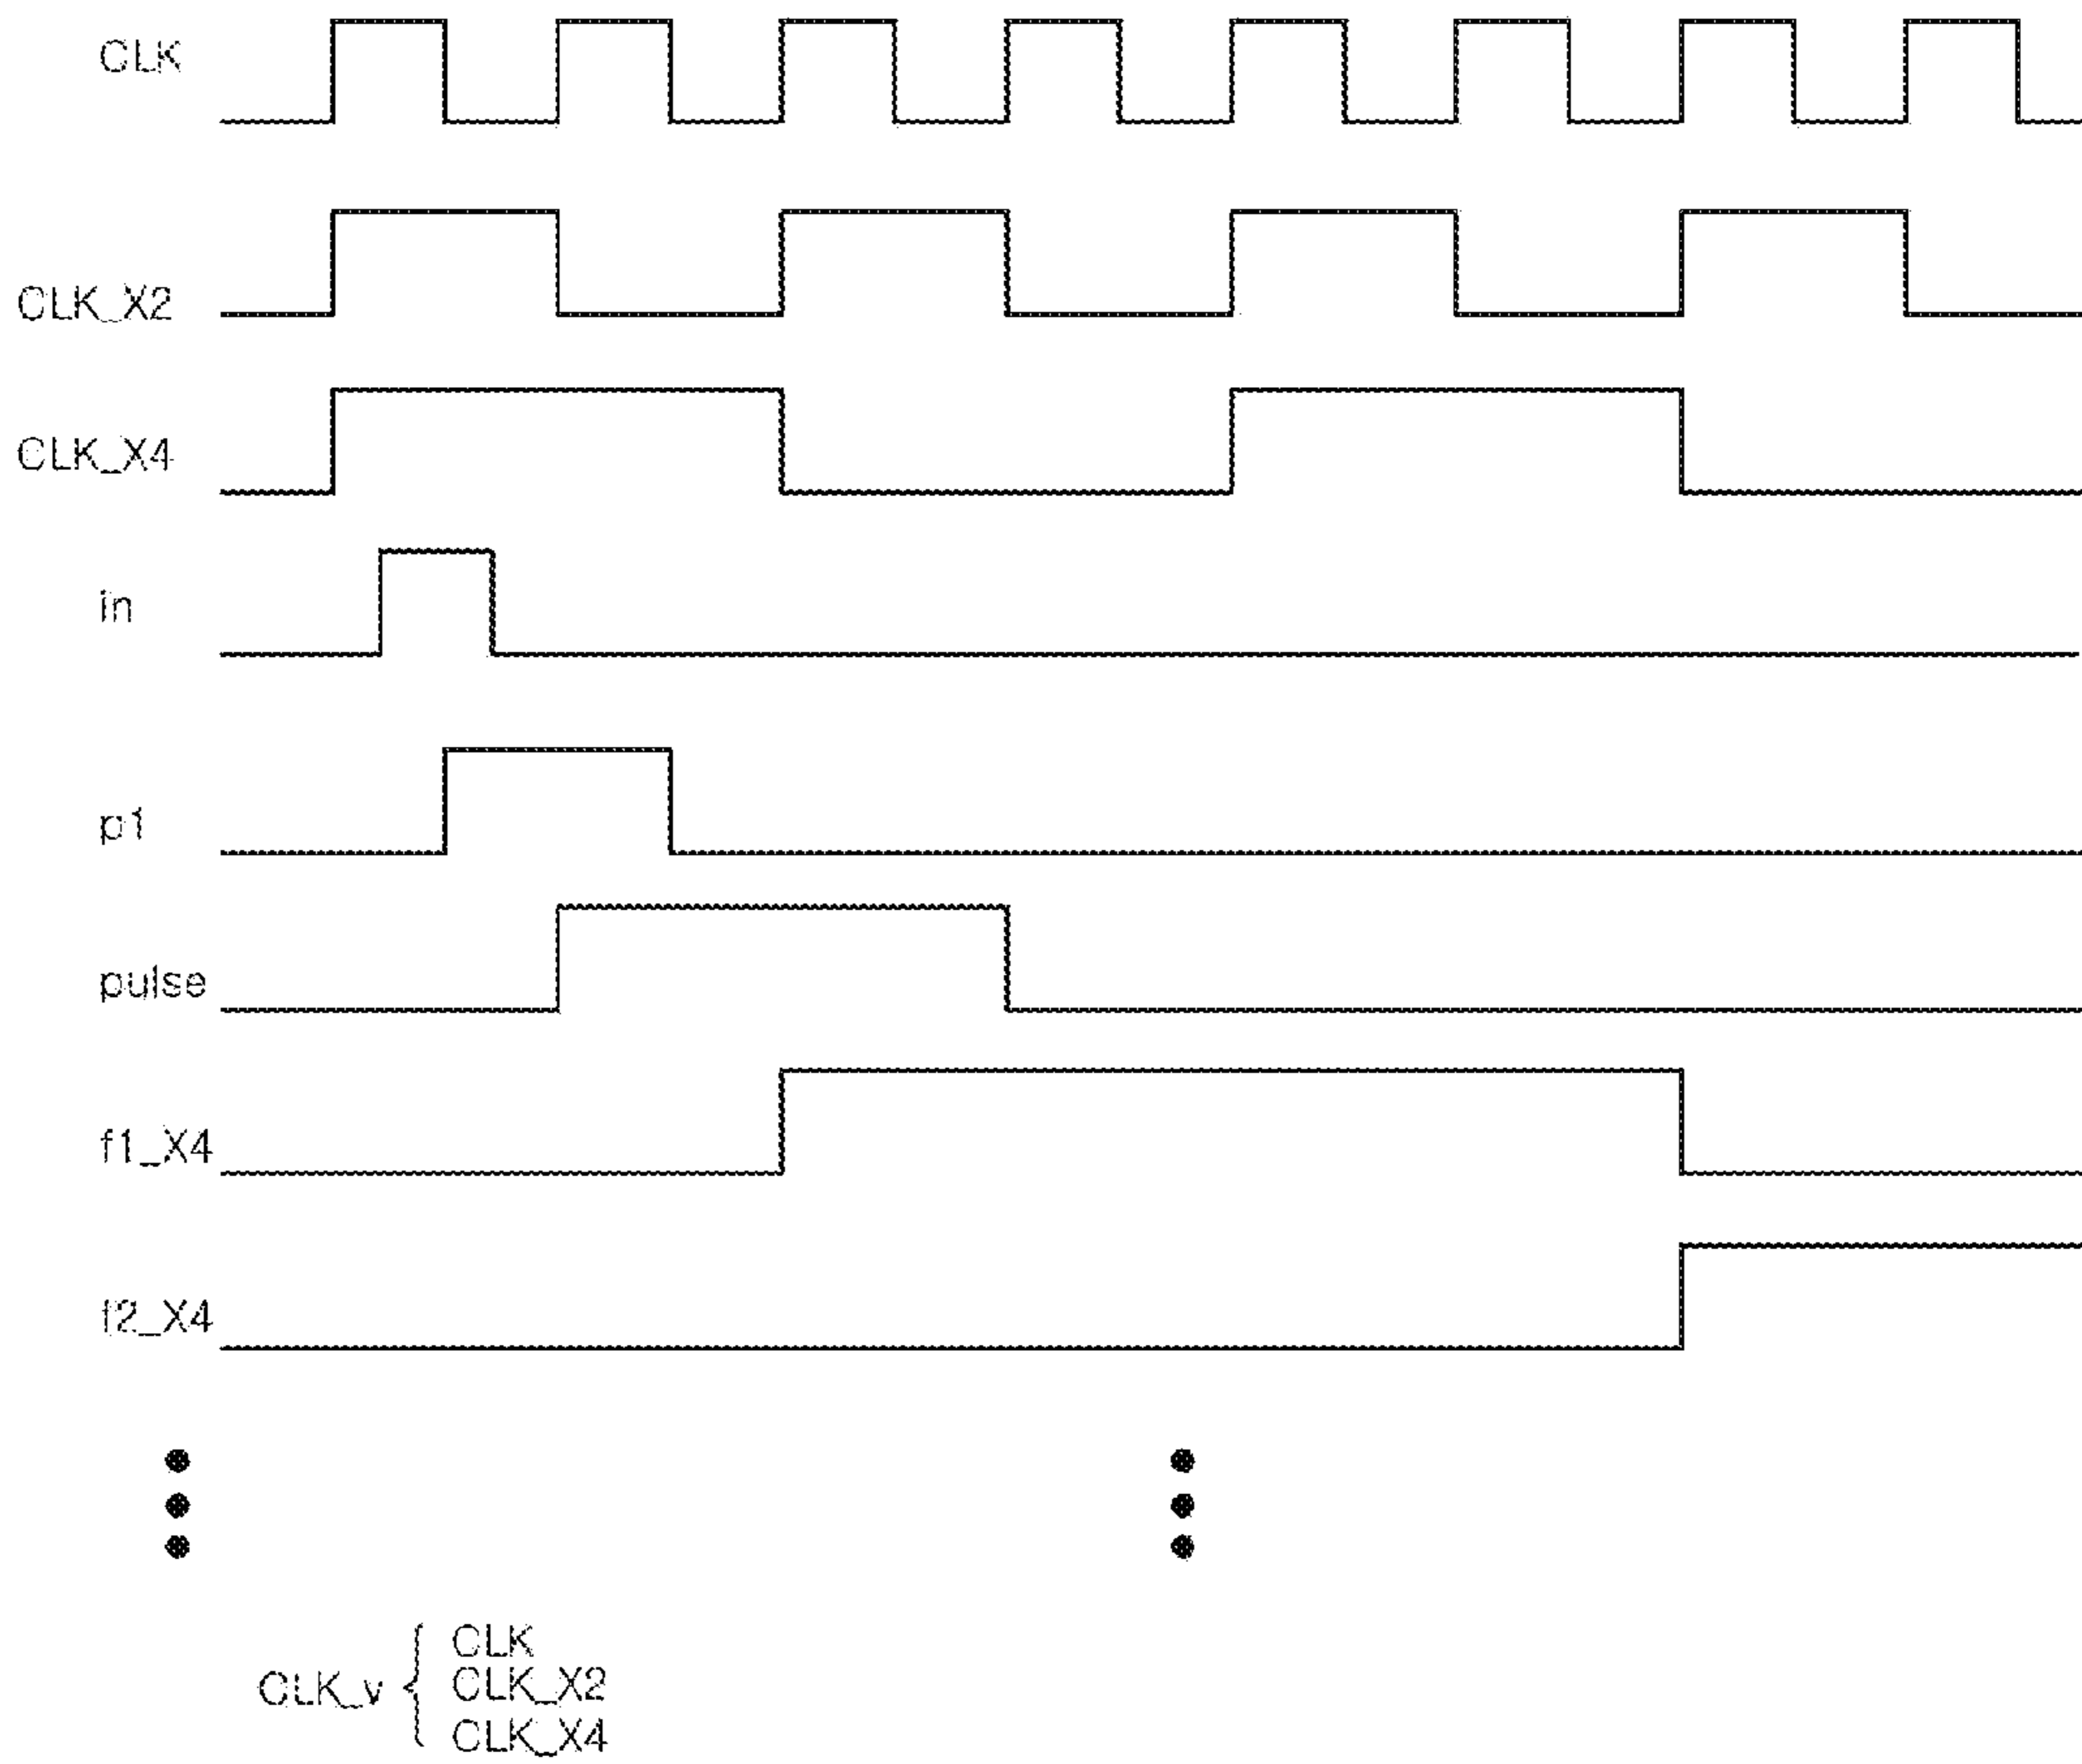 CLK
CLK_X2
CLK_X4
in
p1
pulse
f1_X4
f2_X4
CLK_v { CLK
CLK_X2
CLK_X4